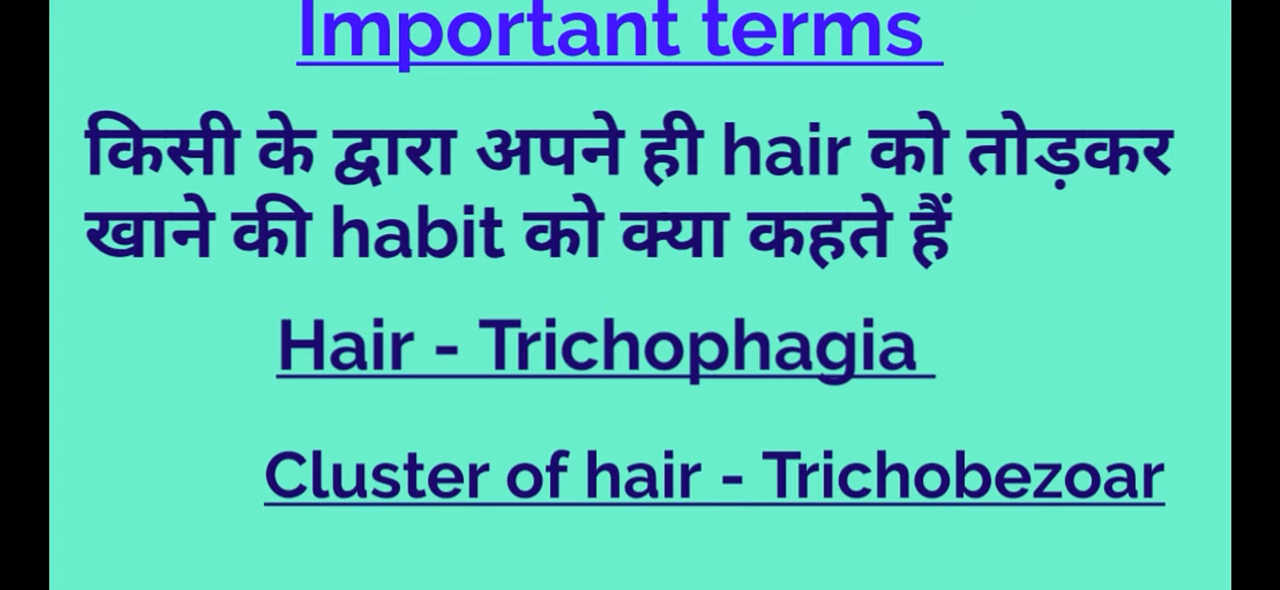 Important terms
किसी के द्वारा अपने ही hair को तोड़कर
खाने की habit को क्या कहते हैं
Hair - Trichophagia
Cluster of hair - Trichobezoar